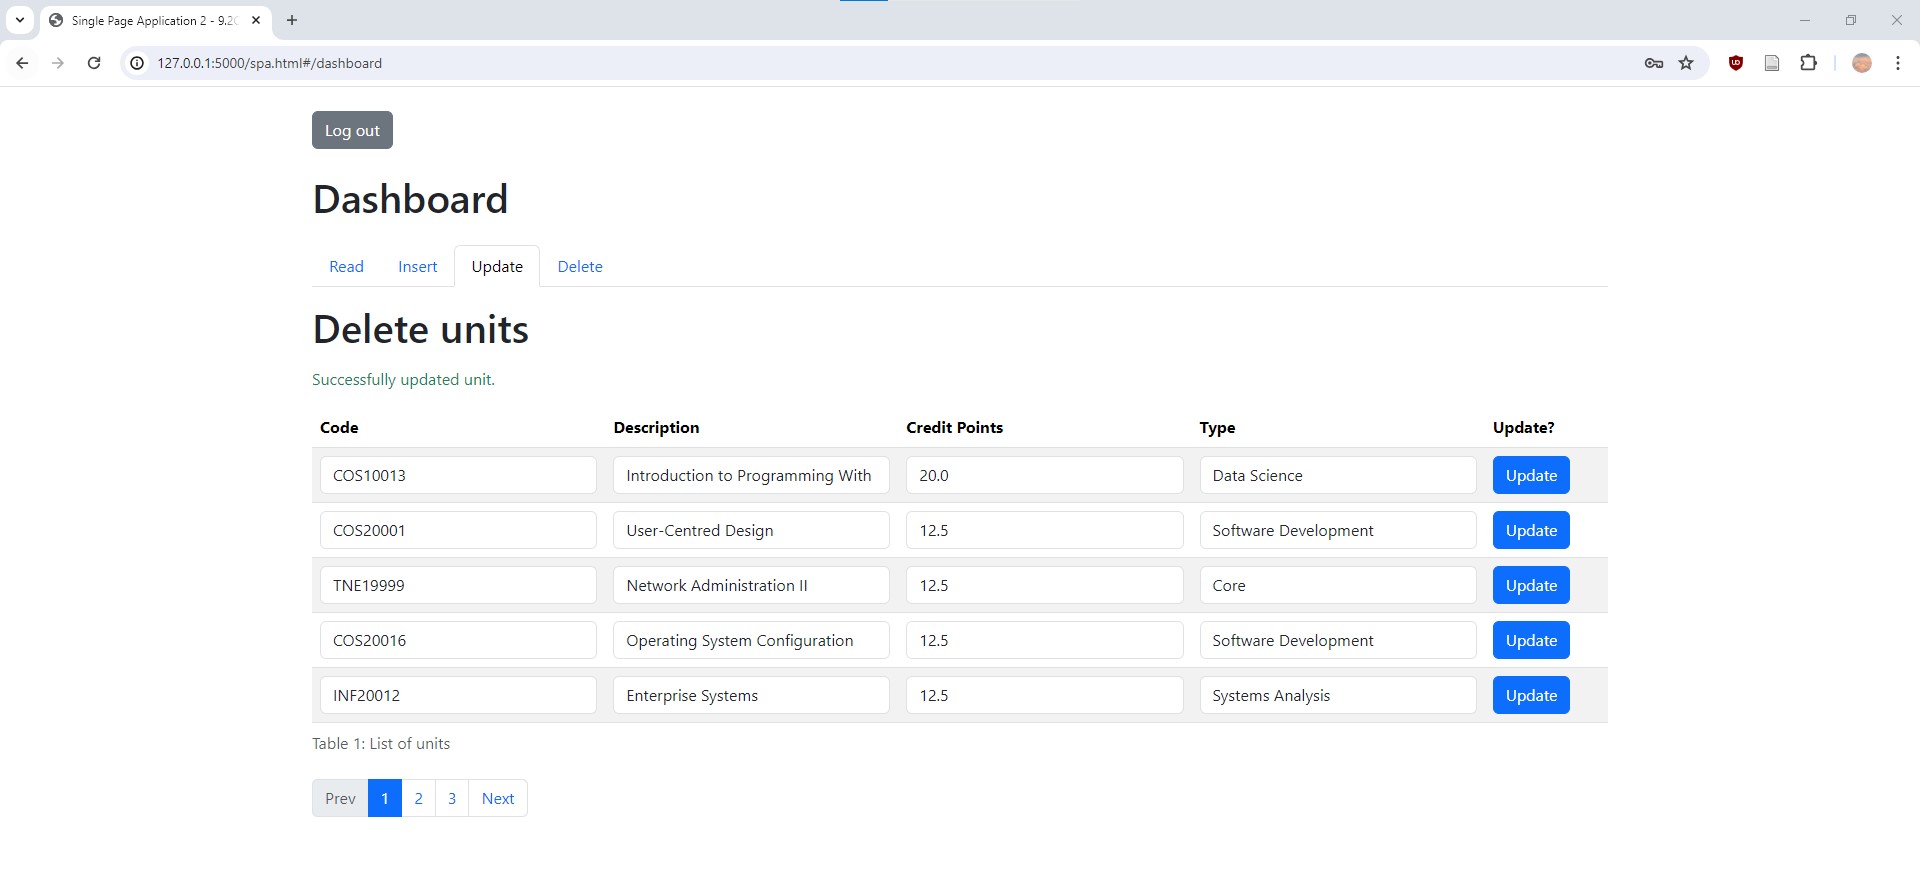 Single Page Application 2 - 9.2C
127.0.0.1:5000/spa.html#/dashboard
Log out
Dashboard
Read Insert Update Delete
Delete units
Successfully updated unit.
Code Description Credit Points Type Update?
COS10013 Introduction to Programming With 20.0 Data Science Update
COS20001 User-Centred Design 12.5 Software Development Update
TNE19999 Network Administration II 12.5 Core Update
COS20016 Operating System Configuration 12.5 Software Development Update
INF20012 Enterprise Systems 12.5 Systems Analysis Update
Table 1: List of units
Prev 1 2 3 Next